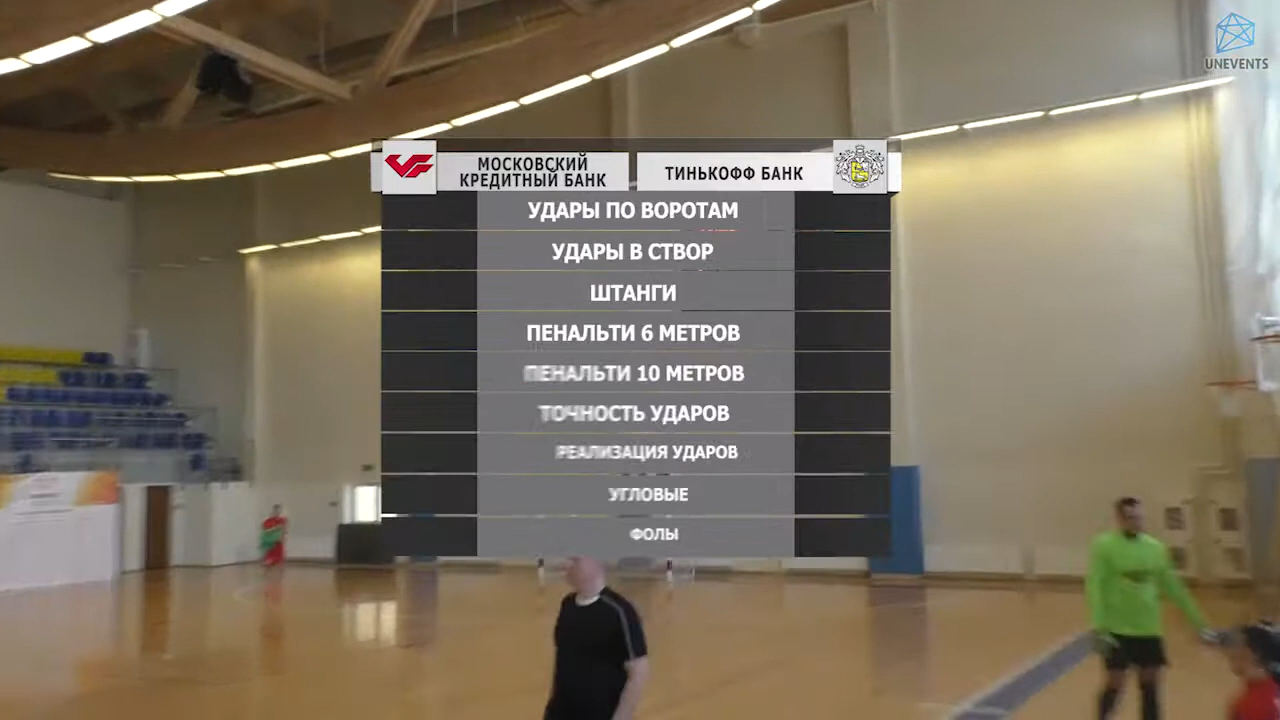 UNEVENTS
МОСКОВСКИЙ
КРЕДИТНЫЙ БАНК
ТИНЬКОФФ БАНК
УДАРЫ ПО ВОРОТАМ
УДАРЫ В СТВОР
ШТАНГИ
ПЕНАЛЬТИ 6 МЕТРОВ
ПЕНАЛЬТИ 10 МЕТРОВ
ТОЧНОСТЬ УДАРОВ
РЕАЛИЗАЦИЯ УДАРОВ
УГЛОВЫЕ
ФОЛЫ